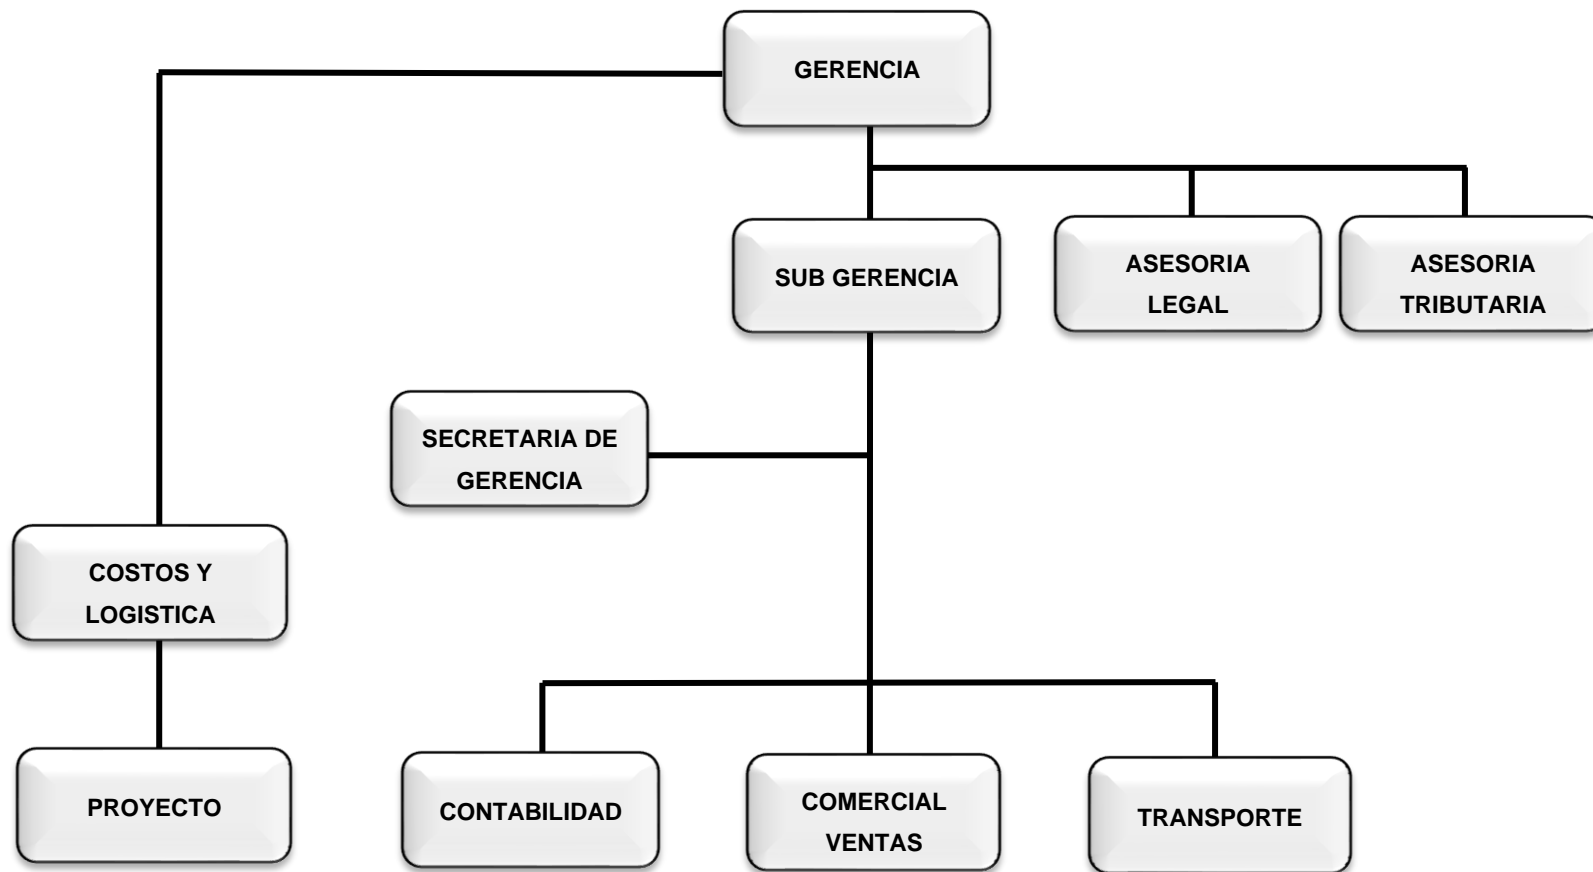 GERENCIA
SUB GERENCIA
ASESORIA
LEGAL
ASESORIA
TRIBUTARIA
SECRETARIA DE
GERENCIA
COSTOS Y
LOGISTICA
PROYECTO
CONTABILIDAD
COMERCIAL
VENTAS
TRANSPORTE